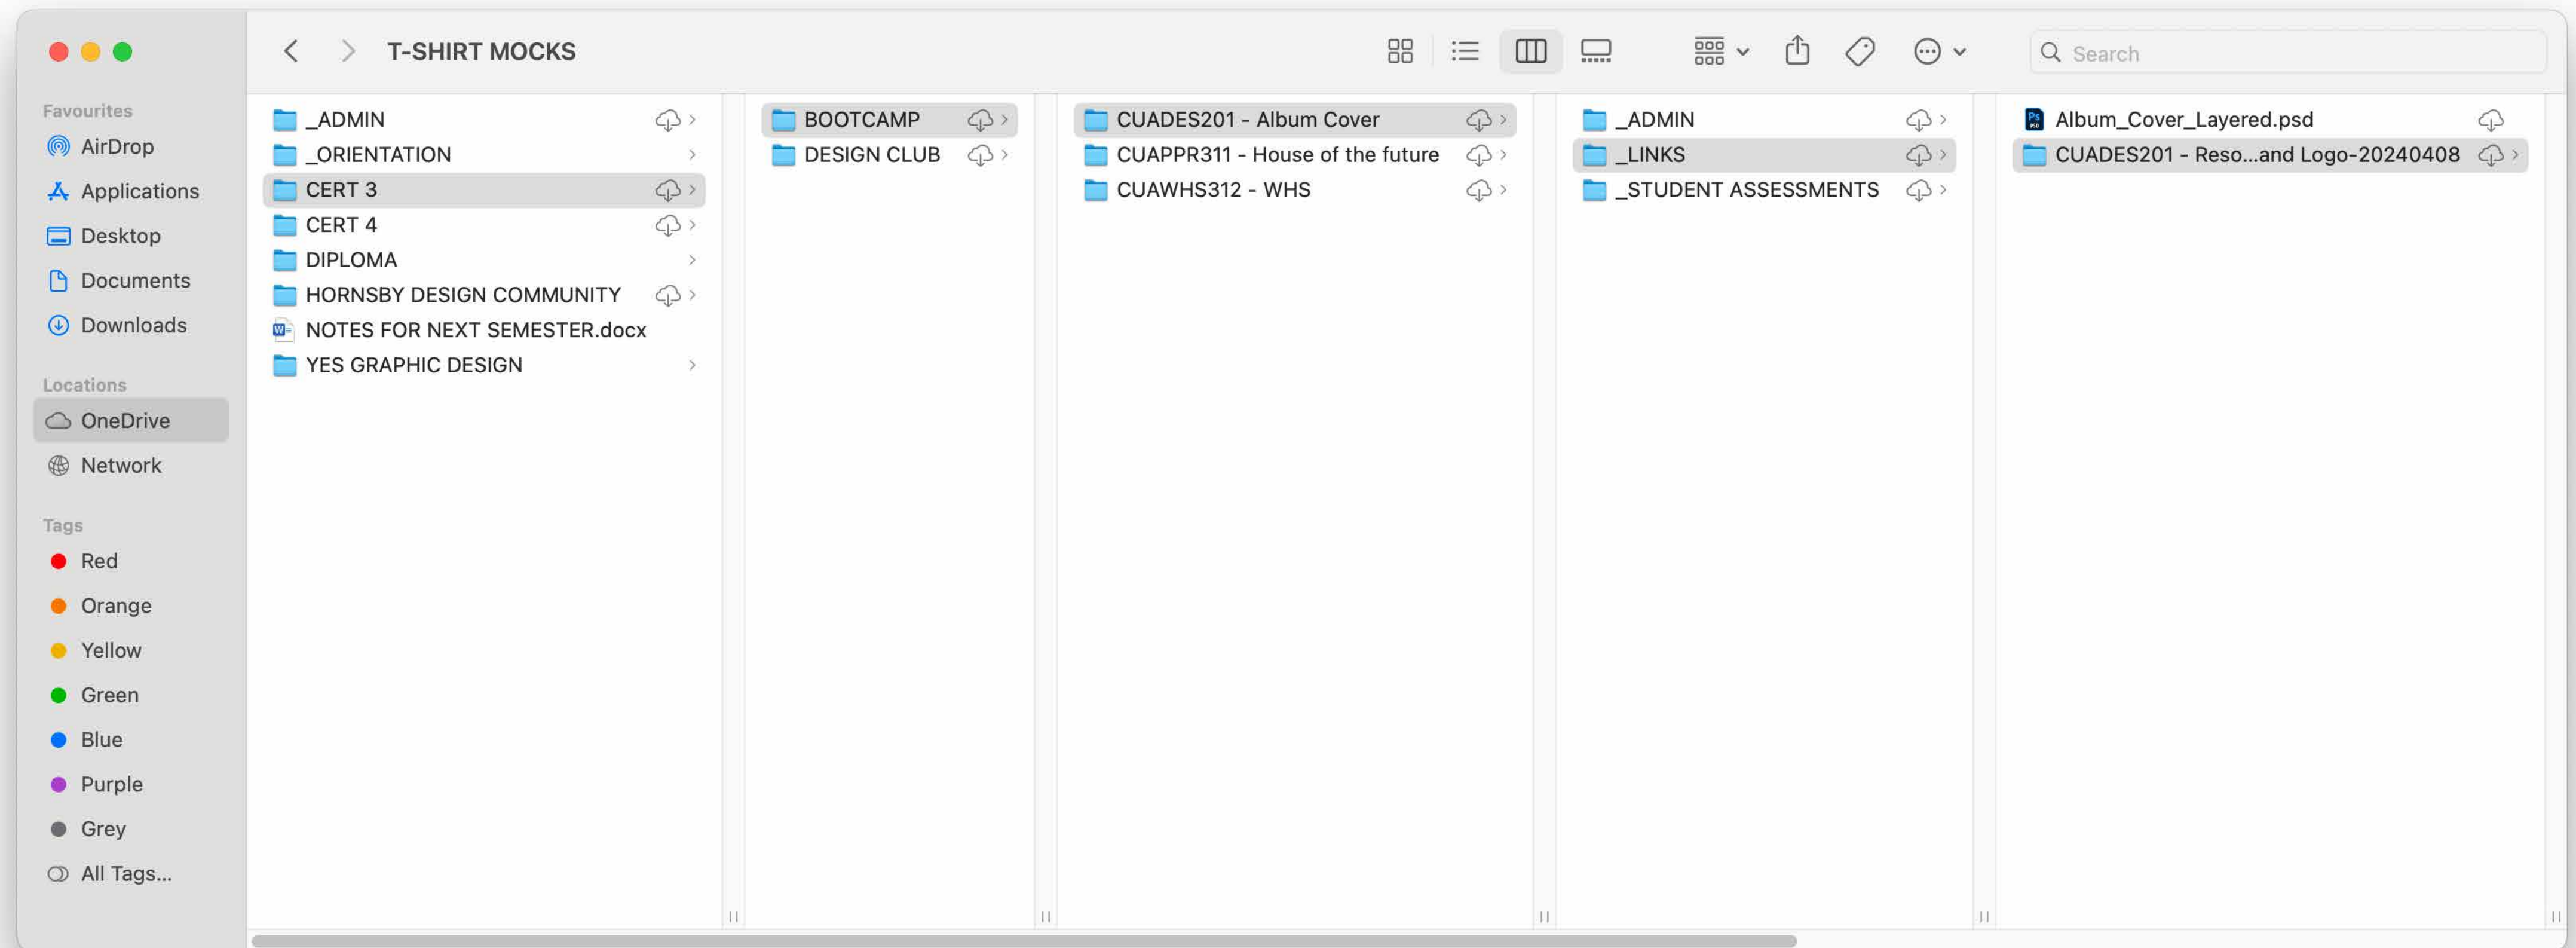 T-SHIRT MOCKS
Search
Favourites
AirDrop
Applications
Desktop
Documents
Downloads
Locations
OneDrive
Network
Tags
Red
Orange
Yellow
Green
Blue
Purple
Grey
All Tags...
_ADMIN
_ORIENTATION
CERT 3
CERT 4
DIPLOMA
HORNSBY DESIGN COMMUNITY
NOTES FOR NEXT SEMESTER.docx
YES GRAPHIC DESIGN
BOOTCAMP
DESIGN CLUB
CUADES201 - Album Cover
CUAPPR311 - House of the future
CUAWHS312 - WHS
_ADMIN
_LINKS
_STUDENT ASSESSMENTS
Album_Cover_Layered.psd
CUADES201 - Reso...and Logo-20240408